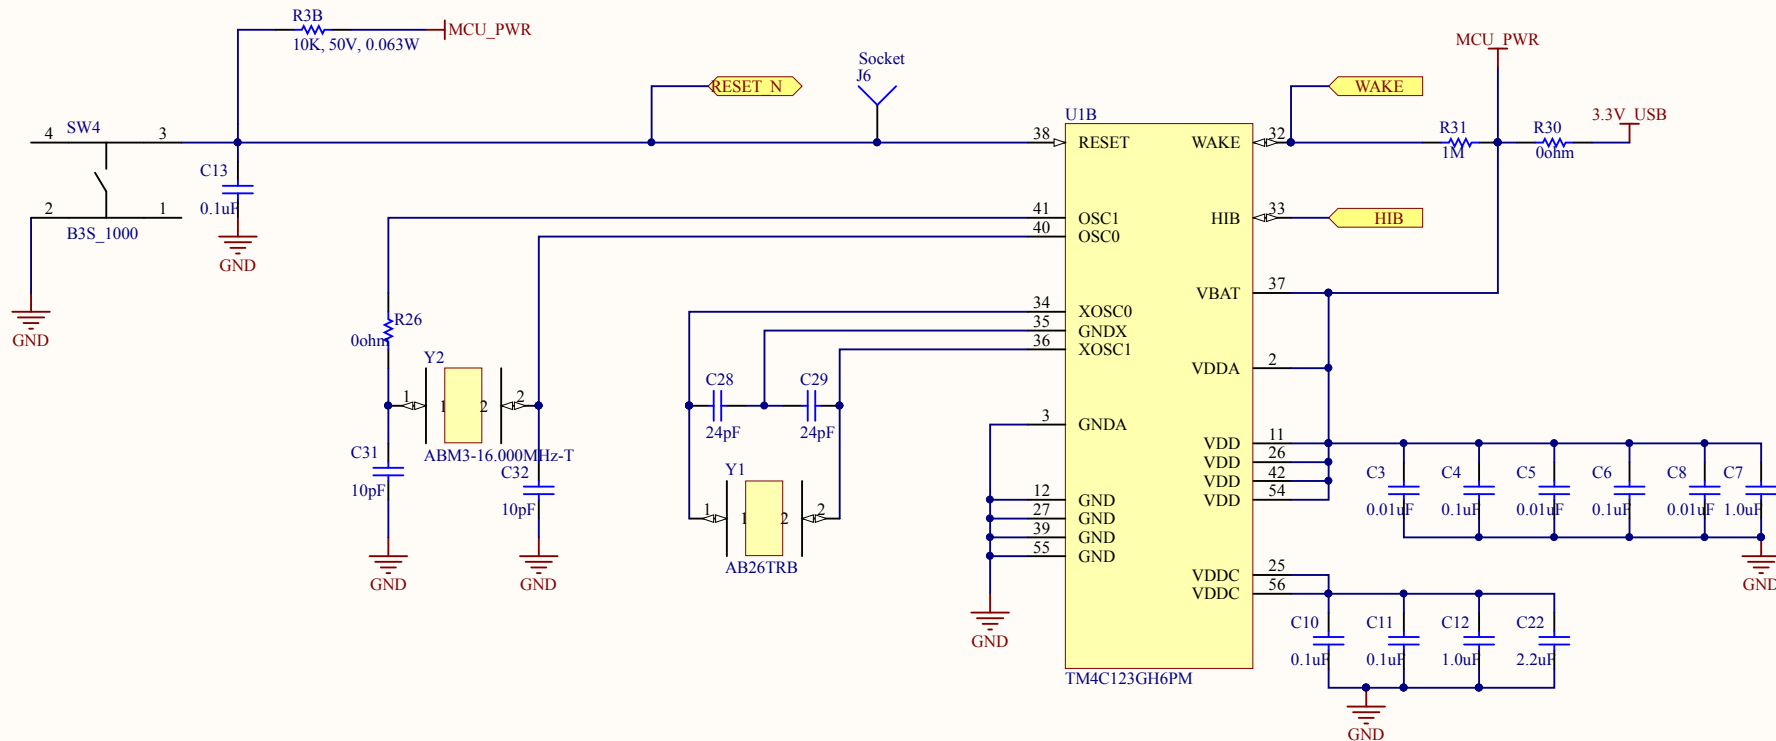 R3B
MCU_PWR
10K, 50V, 0.063W
MCU_PWR
Socket
J6
RESET_N
WAKE
U1B
3.3V_USB
4 SW4 3
38 RESET
WAKE 32
R31
R30
1M
0ohm
C13
0.1uF
2 1
B3S_1000
GND
GND
41 OSC1
40 OSC0
HIB 33
HIB
VBAT 37
34 XOSC0
35 GNDX
36 XOSC1
R26
0ohm
Y2
1 1 2 2
ABM3-16.000MHz-T
C31
10pF
C32
10pF
GND
GND
C28
24pF
C29
24pF
Y1
1 1 2 2
AB26TRB
VDDA 2
3 GNDA
VDD 11
VDD 26
VDD 42
VDD 54
12 GND
27 GND
39 GND
55 GND
GND
C3 C4 C5 C6 C8 C7
0.01uF 0.1uF 0.01uF 0.1uF 0.01uF 1.0uF
GND
VDDC 25
VDDC 56
C10 C11 C12 C22
0.1uF 0.1uF 1.0uF 2.2uF
TM4C123GH6PM
GND